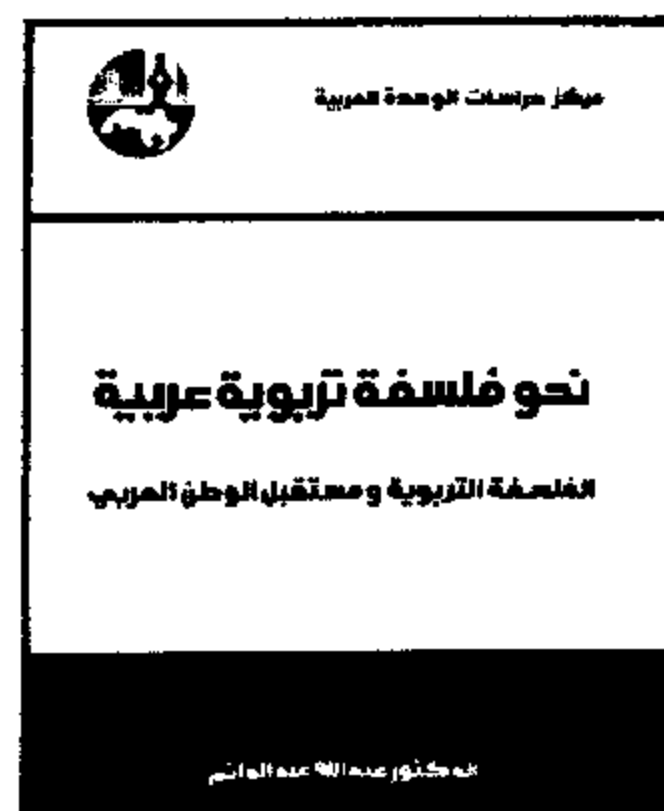 مركز دراسات الوحدة العربية
نحو فلسفة تربوية عربية
الفلسفة التربوية ومستقبل الوطن العربي
الدكتور عبد الله عبد الدائم